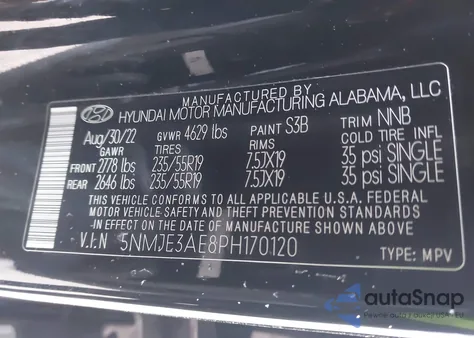 MANUFACTURED BY
HYUNDAI MOTOR MANUFACTURING ALABAMA, LLC
Aug/30/22 GVWR 4629 lbs PAINT S3B TRIM NNB
GAWR TIRES RIMS COLD TIRE INFL
FRONT 2778 lbs 235/55R19 7.5JX19 35 psi SINGLE
REAR 2646 lbs 235/55R19 7.5JX19 35 psi SINGLE
THIS VEHICLE CONFORMS TO ALL APPLICABLE U.S.A. FEDERAL
MOTOR VEHICLE SAFETY AND THEFT PREVENTION STANDARDS
IN EFFECT ON THE DATE OF MANUFACTURE SHOWN ABOVE
V.I.N 5NMJE3AE8PH170120 TYPE: MPV
autoSnap